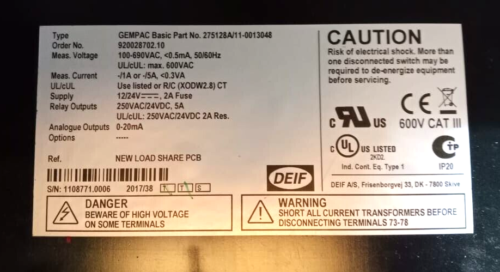 Type GEMPAC Basic Part No. 275128A/11-0013048
Order No. 920028702.10
Meas. Voltage 100-690VAC, <0.5mA, 50/60Hz
UL/cUL: max. 600VAC
Meas. Current -/1A or -/5A, <0.3VA
UL/cUL Use listed or R/C (XODW2.8) CT
Supply 12/24V, 2A Fuse
Relay Outputs 250VAC/24VDC, 5A
UL/cUL: 250VAC/24VDC 2A Res.
Analogue Outputs 0-20mA
Options -----
Ref. NEW LOAD SHARE PCB
S/N: 1108771.0006 2017/38
DEIF
DANGER
BEWARE OF HIGH VOLTAGE
ON SOME TERMINALS
CAUTION
Risk of electrical shock. More than
one disconnected switch may be
required to de-energize equipment
before servicing.
c UL US 600V CAT III
c UL US LISTED
2KD2.
Ind. Cont. Eq. Type 1
IP20
DEIF A/S, Frisenborgvej 33, DK - 7800 Skive
WARNING
SHORT ALL CURRENT TRANSFORMERS BEFORE
DISCONNECTING TERMINALS 73-78